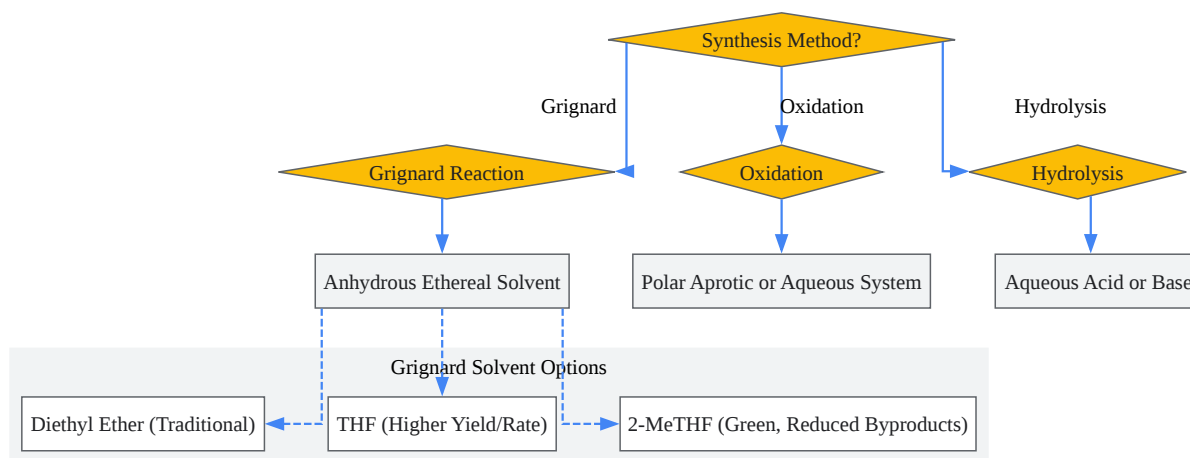 Synthesis Method?
Grignard
Oxidation
Hydrolysis
Grignard Reaction
Oxidation
Hydrolysis
Anhydrous Ethereal Solvent
Polar Aprotic or Aqueous System
Aqueous Acid or Base
Grignard Solvent Options
Diethyl Ether (Traditional)
THF (Higher Yield/Rate)
2-MeTHF (Green, Reduced Byproducts)